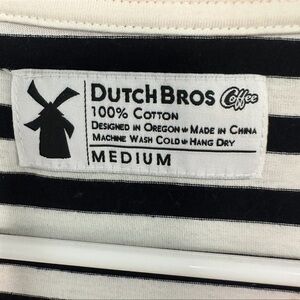 DUTCH BROS Coffee
100% COTTON
DESIGNED IN OREGON MADE IN CHINA
MACHINE WASH COLD HANG DRY
MEDIUM